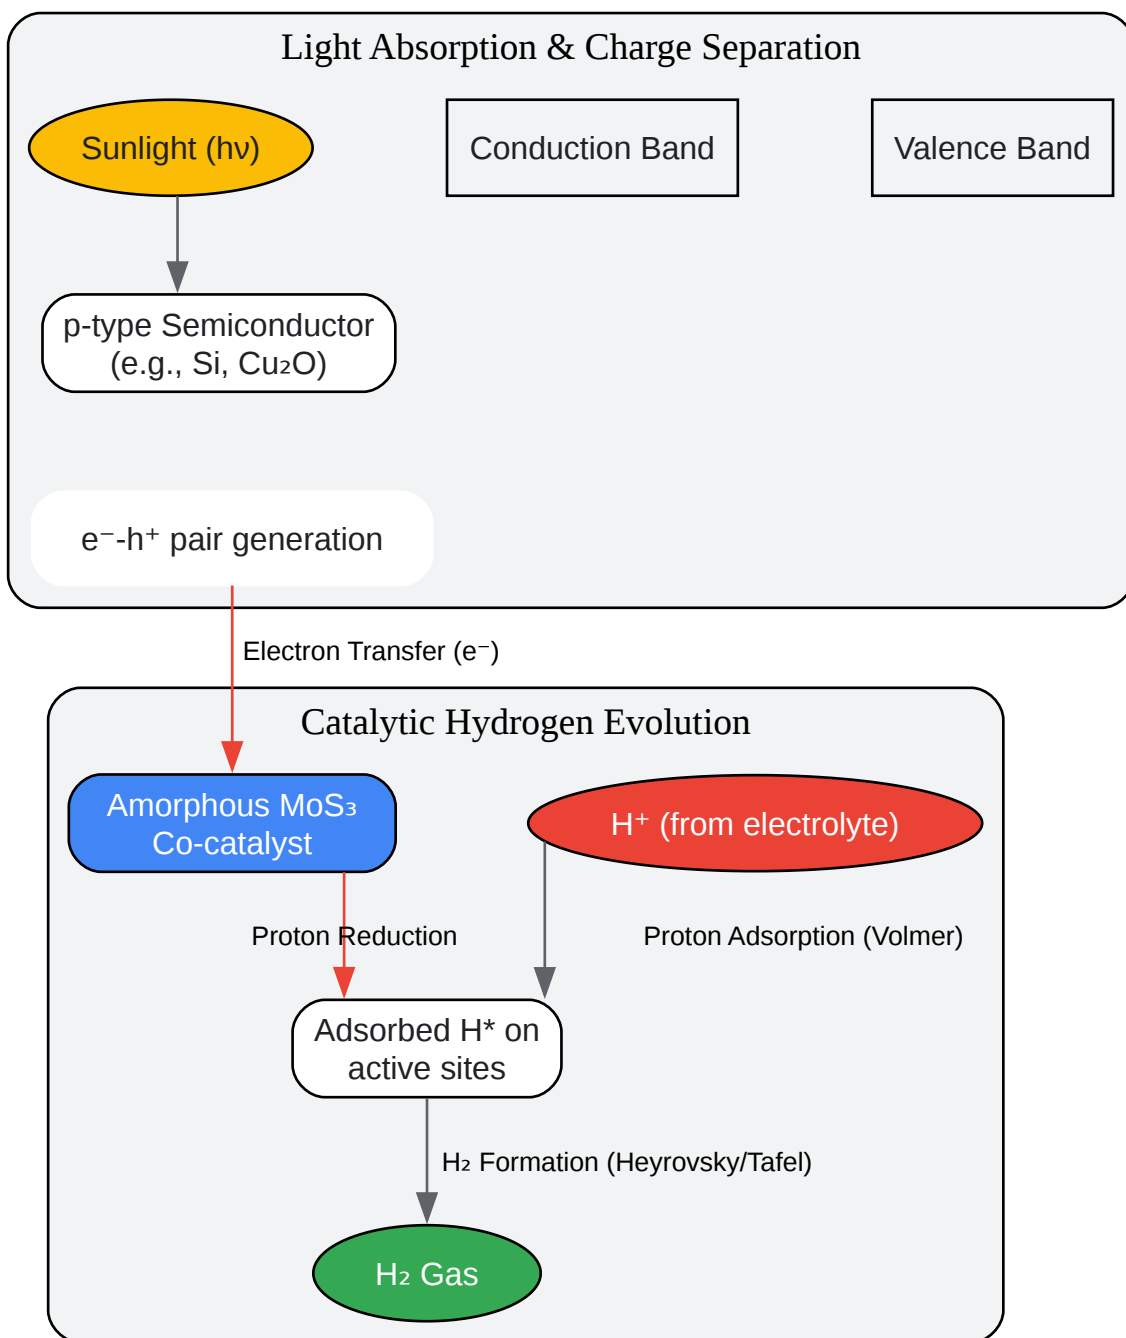 Light Absorption & Charge Separation
Sunlight (hν)
Conduction Band
Valence Band
p-type Semiconductor
(e.g., Si, Cu₂O)
e⁻-h⁺ pair generation
Electron Transfer (e⁻)
Catalytic Hydrogen Evolution
Amorphous MoS₃
Co-catalyst
H⁺ (from electrolyte)
Proton Reduction
Proton Adsorption (Volmer)
Adsorbed H* on
active sites
H₂ Formation (Heyrovsky/Tafel)
H₂ Gas